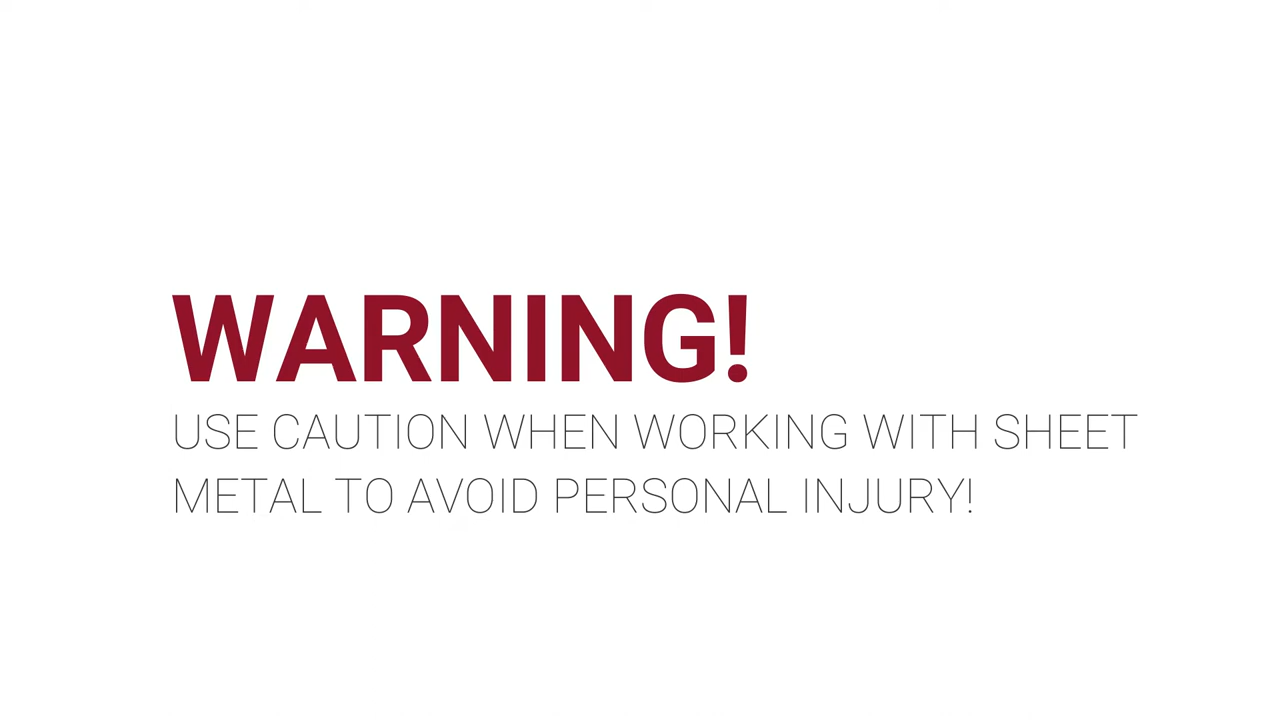 WARNING!
USE CAUTION WHEN WORKING WITH SHEET
METAL TO AVOID PERSONAL INJURY!